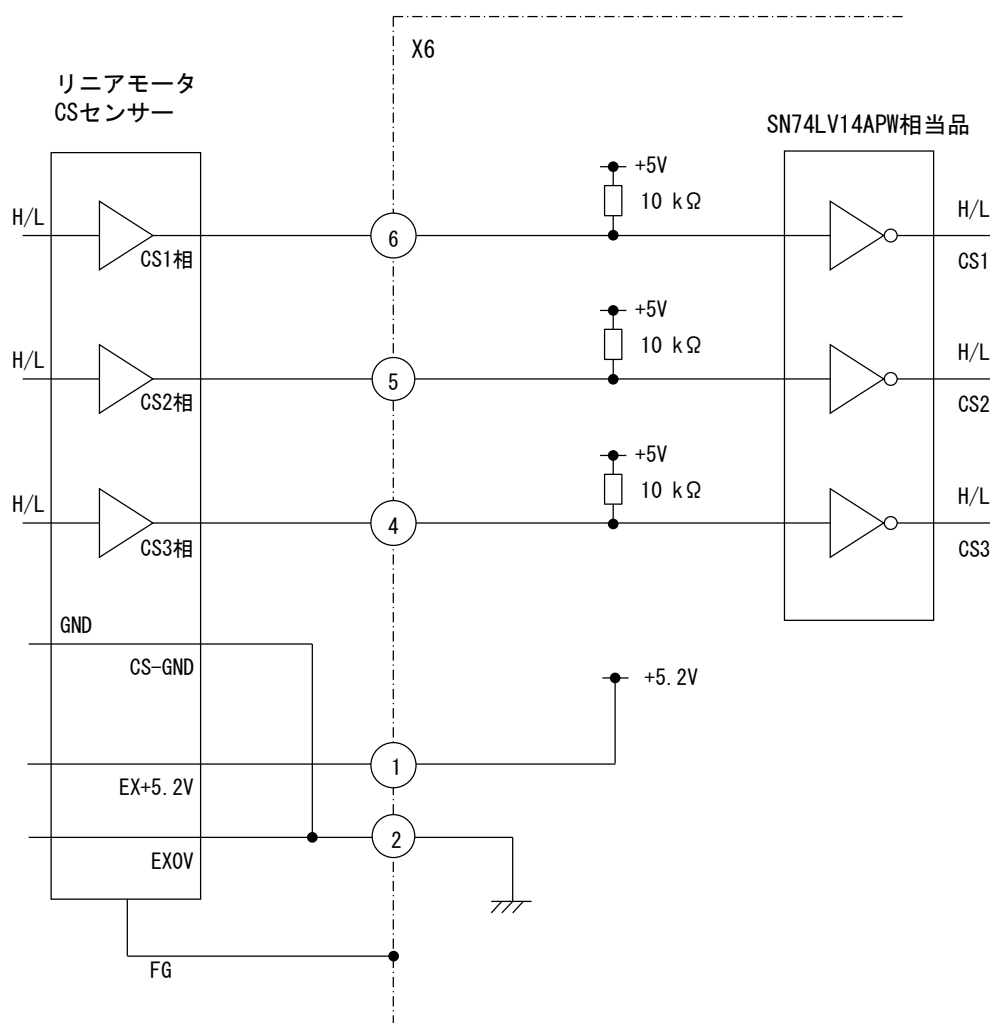 X6
リニアモータ
CSセンサー
SN74LV14APW相当品
+5V
10 kΩ
H/L
CS1相
6
H/L
CS1
+5V
10 kΩ
H/L
CS2相
5
H/L
CS2
+5V
10 kΩ
H/L
CS3相
4
H/L
CS3
GND
CS-GND
+5.2V
1
EX+5.2V
2
EX0V
FG